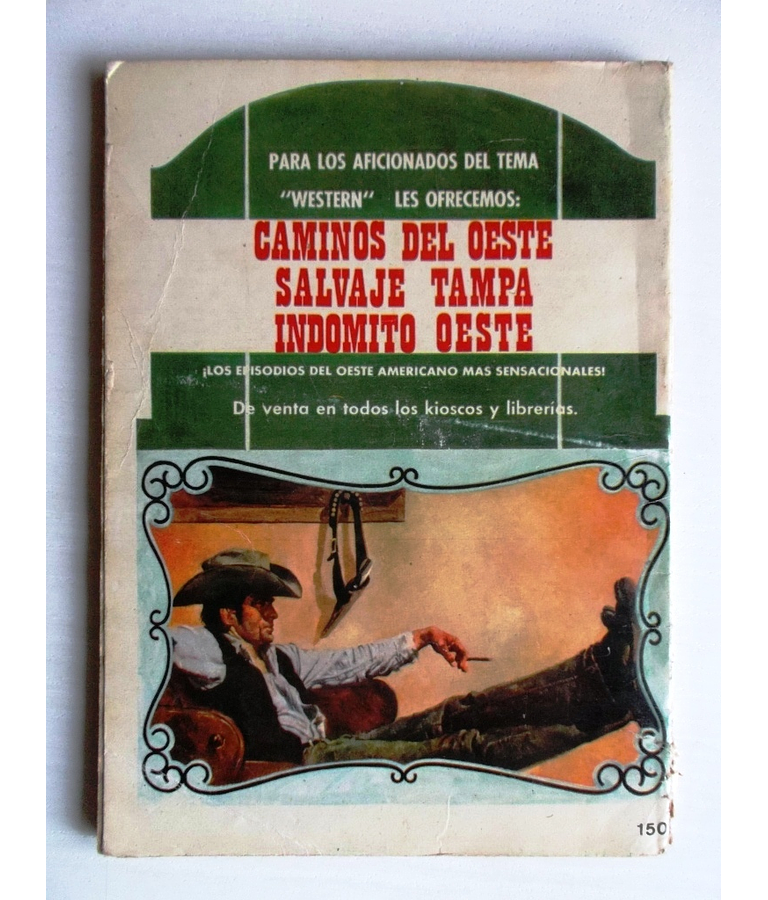 PARA LOS AFICIONADOS DEL TEMA
"WESTERN" LES OFRECEMOS:
CAMINOS DEL OESTE
SALVAJE TAMPA
INDOMITO OESTE
¡LOS EPISODIOS DEL OESTE AMERICANO MAS SENSACIONALES!
De venta en todos los kioscos y librerías.
150